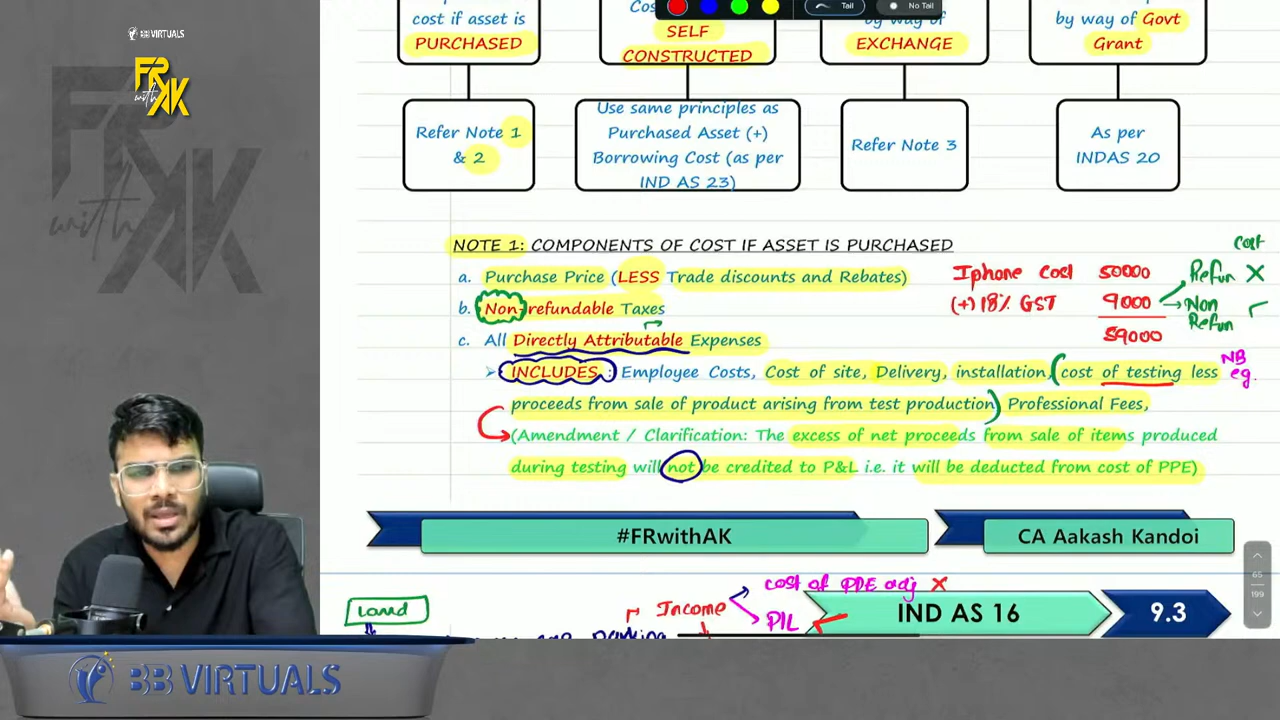 BB VIRTUALS
FR
with
AK
Tail
No Tail
cost if asset is
PURCHASED
SELF
CONSTRUCTED
by way of
EXCHANGE
by way of Govt
Grant
Refer Note 1
& 2
Use same principles as
Purchased Asset (+)
Borrowing Cost (as per
IND AS 23)
Refer Note 3
As per
INDAS 20
NOTE 1: COMPONENTS OF COST IF ASSET IS PURCHASED
a. Purchase Price (LESS Trade discounts and Rebates)
b. Non-refundable Taxes
c. All Directly Attributable Expenses
➢ INCLUDES : Employee Costs, Cost of site, Delivery, installation, (cost of testing less
proceeds from sale of product arising from test production) Professional Fees,
(Amendment / Clarification: The excess of net proceeds from sale of items produced
during testing will not be credited to P&L i.e. it will be deducted from cost of PPE)
Cost
Iphone Cost 50000
Refun X
(+) 18% GST 9000
Non
Refun
59000
NB
eg.
#FRwithAK
CA Aakash Kandoi
65
199
Land
Income
cost of PPE adj X
P/L
IND AS 16
9.3
BB VIRTUALS